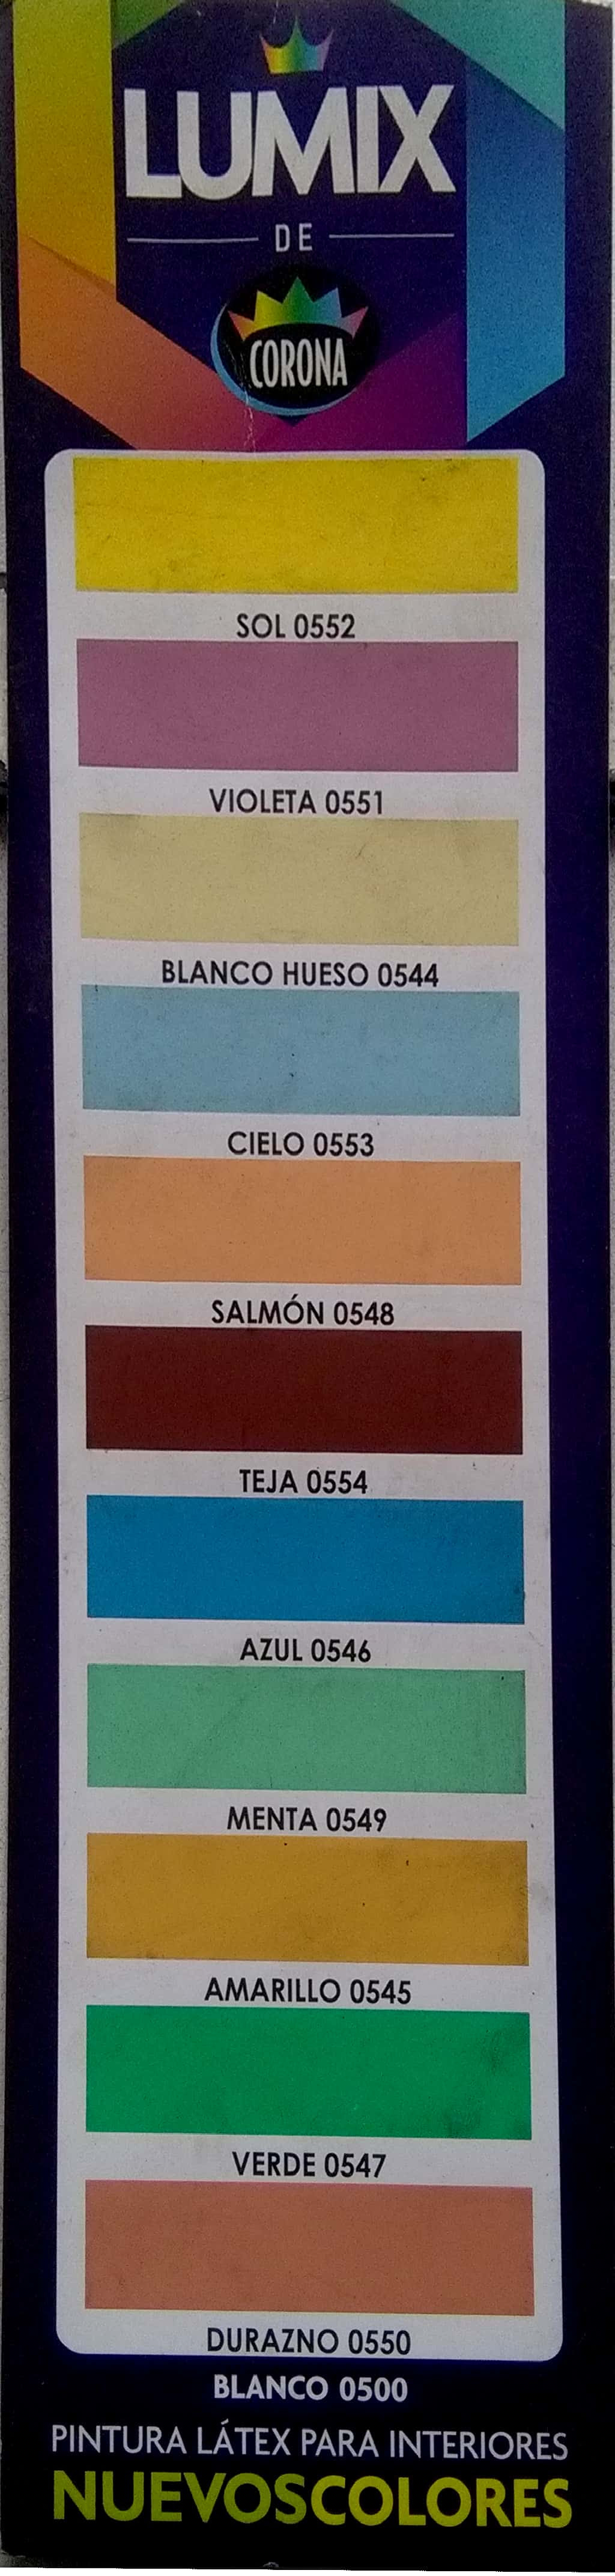 LUMIX
DE
CORONA
SOL 0552
VIOLETA 0551
BLANCO HUESO 0544
CIELO 0553
SALMÓN 0548
TEJA 0554
AZUL 0546
MENTA 0549
AMARILLO 0545
VERDE 0547
DURAZNO 0550
BLANCO 0500
PINTURA LÁTEX PARA INTERIORES
NUEVOSCOLORES